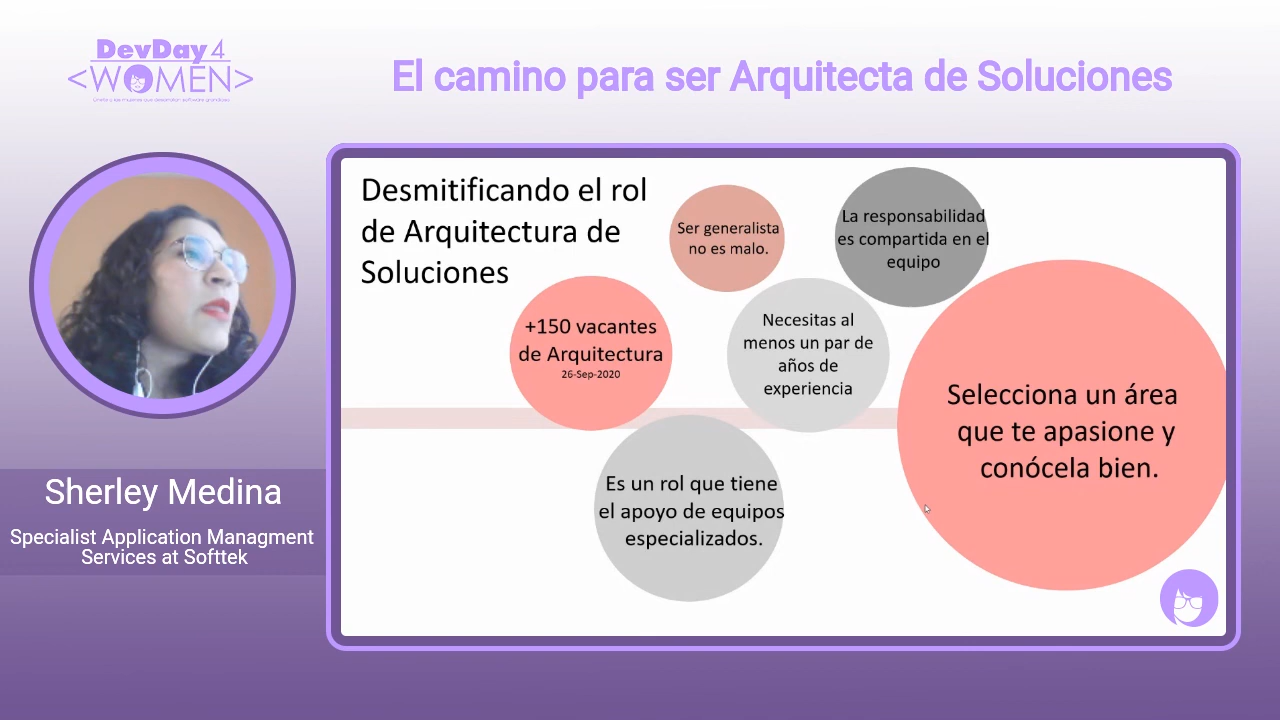 DevDay4
<WOMEN>
El camino para ser Arquitecta de Soluciones
Desmitificando el rol
de Arquitectura de
Soluciones
Ser generalista
no es malo.
La responsabilidad
es compartida en el
equipo
+150 vacantes
de Arquitectura
26-Sep-2020
Necesitas al
menos un par de
años de
experiencia
Selecciona un área
que te apasione y
conócela bien.
Es un rol que tiene
el apoyo de equipos
especializados.
Sherley Medina
Specialist Application Managment
Services at Softtek